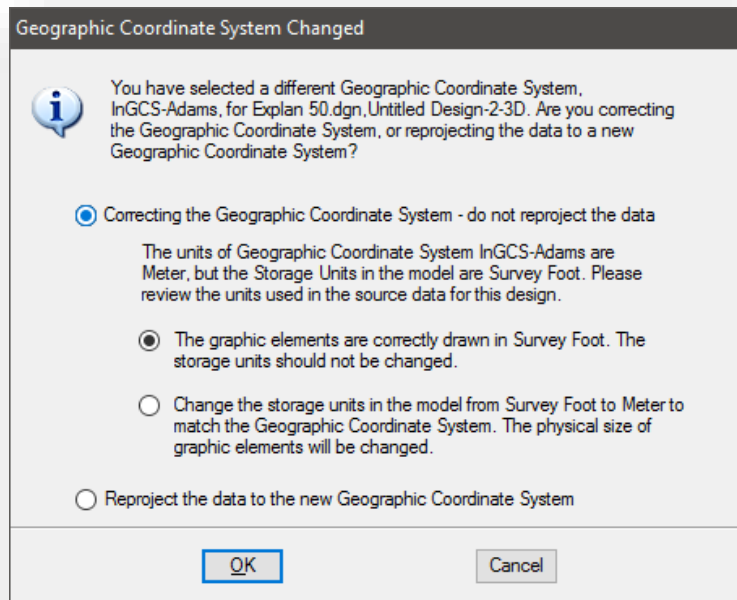 Geographic Coordinate System Changed
You have selected a different Geographic Coordinate System,
InGCS-Adams, for Explan 50.dgn,Untitled Design-2-3D. Are you correcting
the Geographic Coordinate System, or reprojecting the data to a new
Geographic Coordinate System?
Correcting the Geographic Coordinate System - do not reproject the data
The units of Geographic Coordinate System InGCS-Adams are
Meter, but the Storage Units in the model are Survey Foot. Please
review the units used in the source data for this design.
The graphic elements are correctly drawn in Survey Foot. The
storage units should not be changed.
Change the storage units in the model from Survey Foot to Meter to
match the Geographic Coordinate System. The physical size of
graphic elements will be changed.
Reproject the data to the new Geographic Coordinate System
OK
Cancel